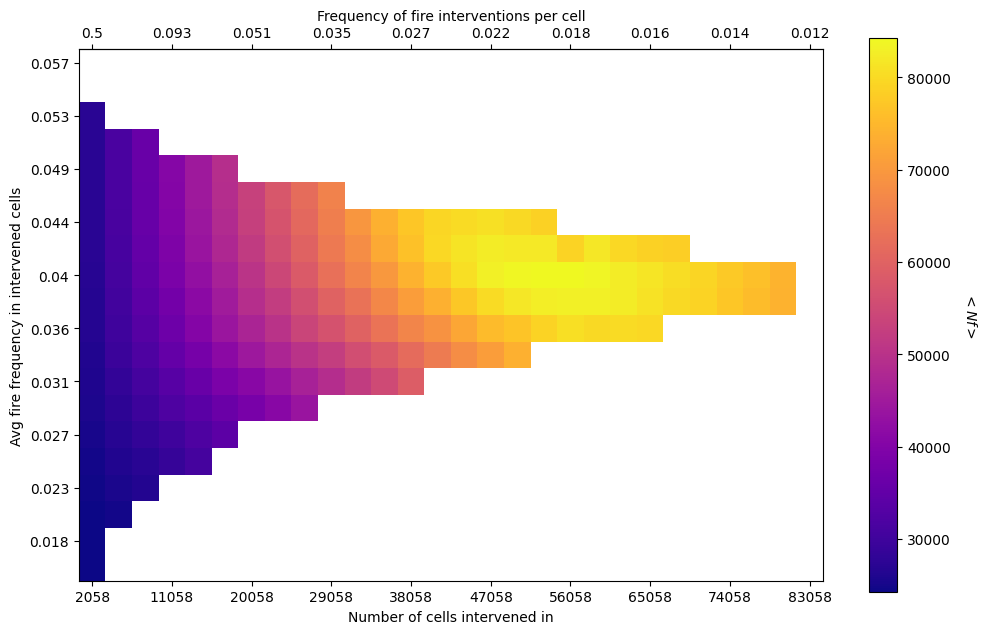 Frequency of fire interventions per cell
0.5 0.093 0.051 0.035 0.027 0.022 0.018 0.016 0.014 0.012
Avg fire frequency in intervened cells
0.057
0.053
0.049
0.044
0.04
0.036
0.031
0.027
0.023
0.018
2058 11058 20058 29058 38058 47058 56058 65058 74058 83058
Number of cells intervened in
80000
70000
60000
50000
40000
30000
< Nf >